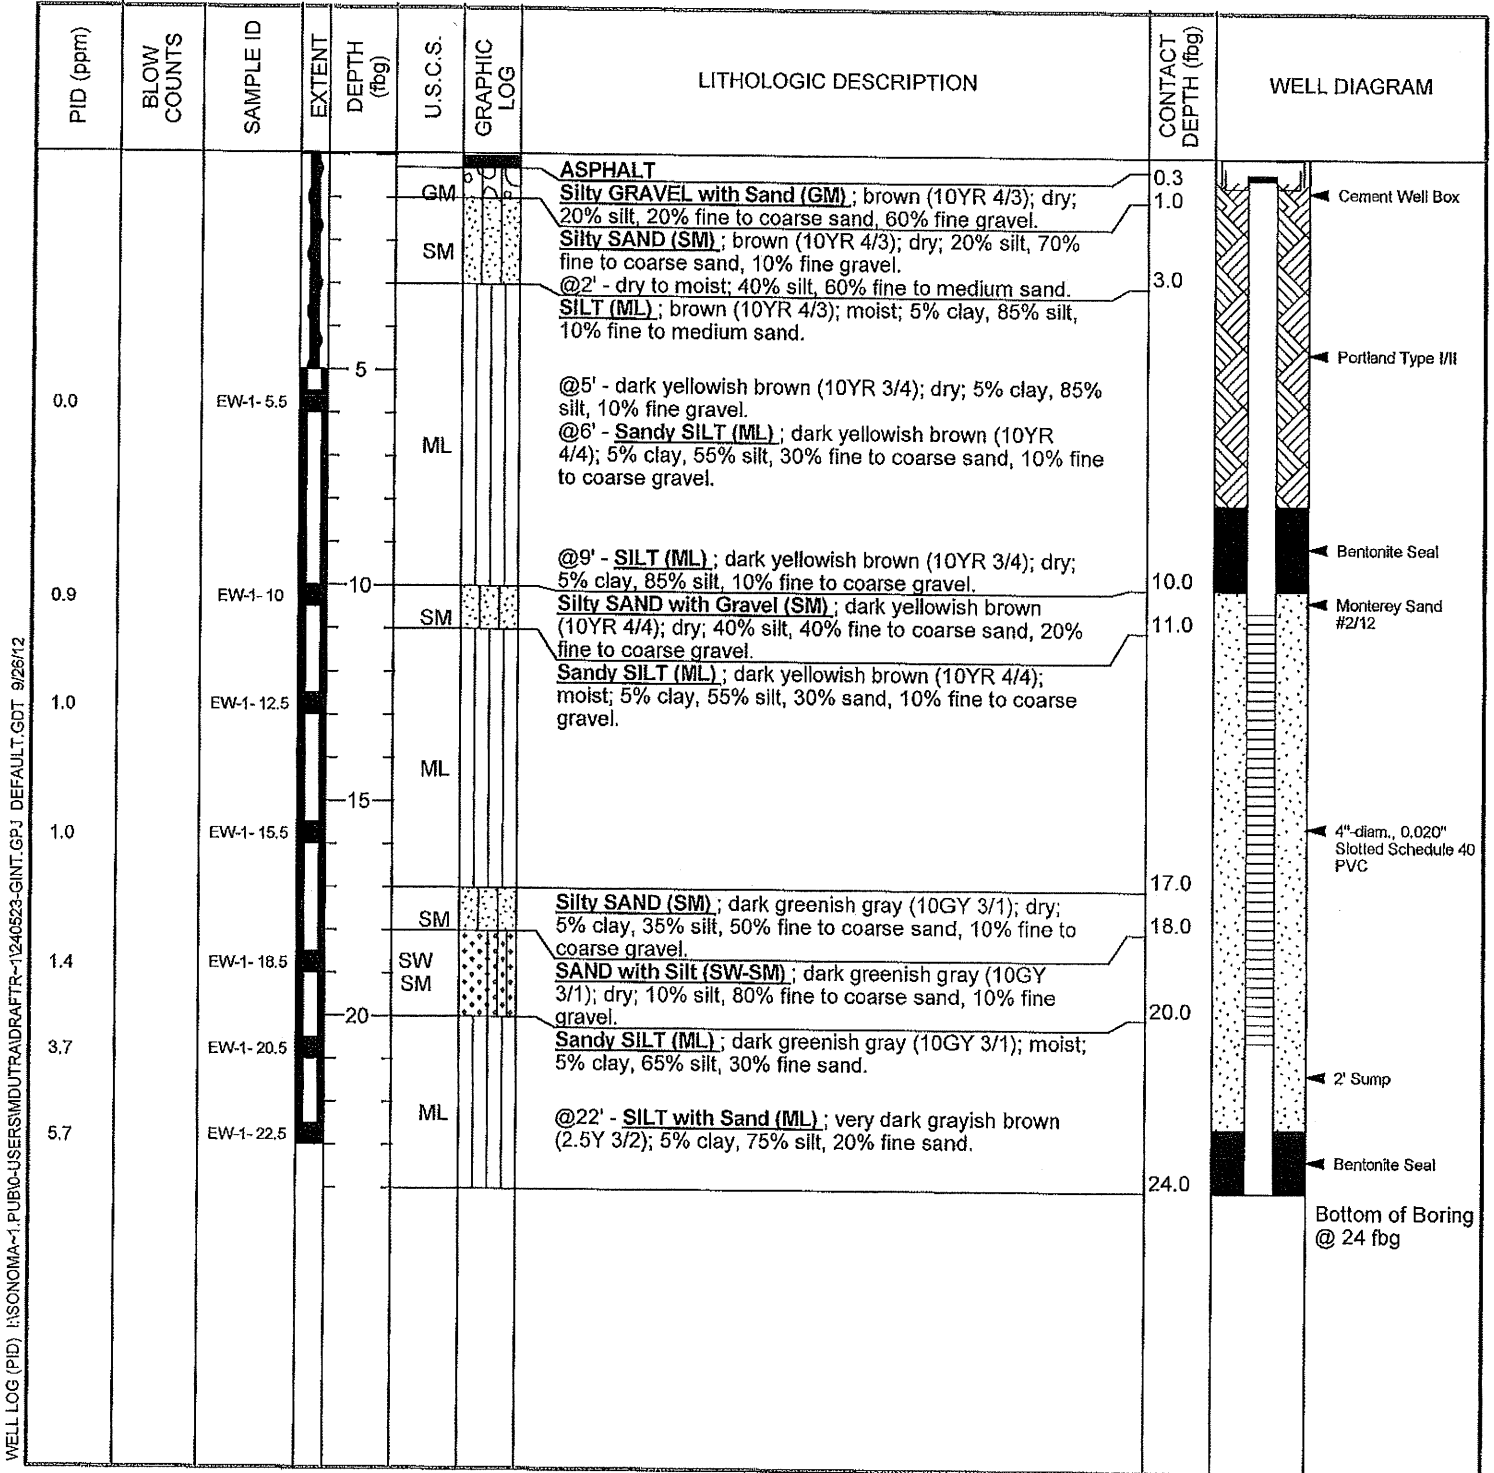 PID (ppm)
BLOW
COUNTS
SAMPLE ID
EXTENT
DEPTH
(fbg)
U.S.C.S.
GRAPHIC
LOG
LITHOLOGIC DESCRIPTION
CONTACT
DEPTH (fbg)
WELL DIAGRAM
ASPHALT
0.3
GM
Silty GRAVEL with Sand (GM) ; brown (10YR 4/3); dry;
20% silt, 20% fine to coarse sand, 60% fine gravel.
1.0
Cement Well Box
SM
Silty SAND (SM) ; brown (10YR 4/3); dry; 20% silt, 70%
fine to coarse sand, 10% fine gravel.
@2' - dry to moist; 40% silt, 60% fine to medium sand.
3.0
SILT (ML) ; brown (10YR 4/3); moist; 5% clay, 85% silt,
10% fine to medium sand.
Portland Type I/II
5
@5' - dark yellowish brown (10YR 3/4); dry; 5% clay, 85%
silt, 10% fine gravel.
0.0
EW-1- 5.5
ML
@6' - Sandy SILT (ML) ; dark yellowish brown (10YR
4/4); 5% clay, 55% silt, 30% fine to coarse sand, 10% fine
to coarse gravel.
@9' - SILT (ML) ; dark yellowish brown (10YR 3/4); dry;
5% clay, 85% silt, 10% fine to coarse gravel.
Bentonite Seal
10
10.0
0.9
EW-1- 10
SM
Silty SAND with Gravel (SM) ; dark yellowish brown
(10YR 4/4); dry; 40% silt, 40% fine to coarse sand, 20%
fine to coarse gravel.
11.0
Monterey Sand
#2/12
Sandy SILT (ML) ; dark yellowish brown (10YR 4/4);
moist; 5% clay, 55% silt, 30% sand, 10% fine to coarse
gravel.
1.0
EW-1- 12.5
ML
15
1.0
EW-1- 15.5
4"-diam., 0.020"
Slotted Schedule 40
PVC
17.0
SM
Silty SAND (SM) ; dark greenish gray (10GY 3/1); dry;
5% clay, 35% silt, 50% fine to coarse sand, 10% fine to
coarse gravel.
18.0
1.4
EW-1- 18.5
SW
SM
SAND with Silt (SW-SM) ; dark greenish gray (10GY
3/1); dry; 10% silt, 80% fine to coarse sand, 10% fine
gravel.
20
20.0
3.7
EW-1- 20.5
Sandy SILT (ML) ; dark greenish gray (10GY 3/1); moist;
5% clay, 65% silt, 30% fine sand.
2' Sump
5.7
EW-1- 22.5
ML
@22' - SILT with Sand (ML) ; very dark grayish brown
(2.5Y 3/2); 5% clay, 75% silt, 20% fine sand.
Bentonite Seal
24.0
Bottom of Boring
@ 24 fbg
WELL LOG (PID) I:\SONOMA~1.PUB\0-USERS\MDUTRA\DRAFTR~1\240523-GINT.GPJ DEFAULT.GDT 9/26/12